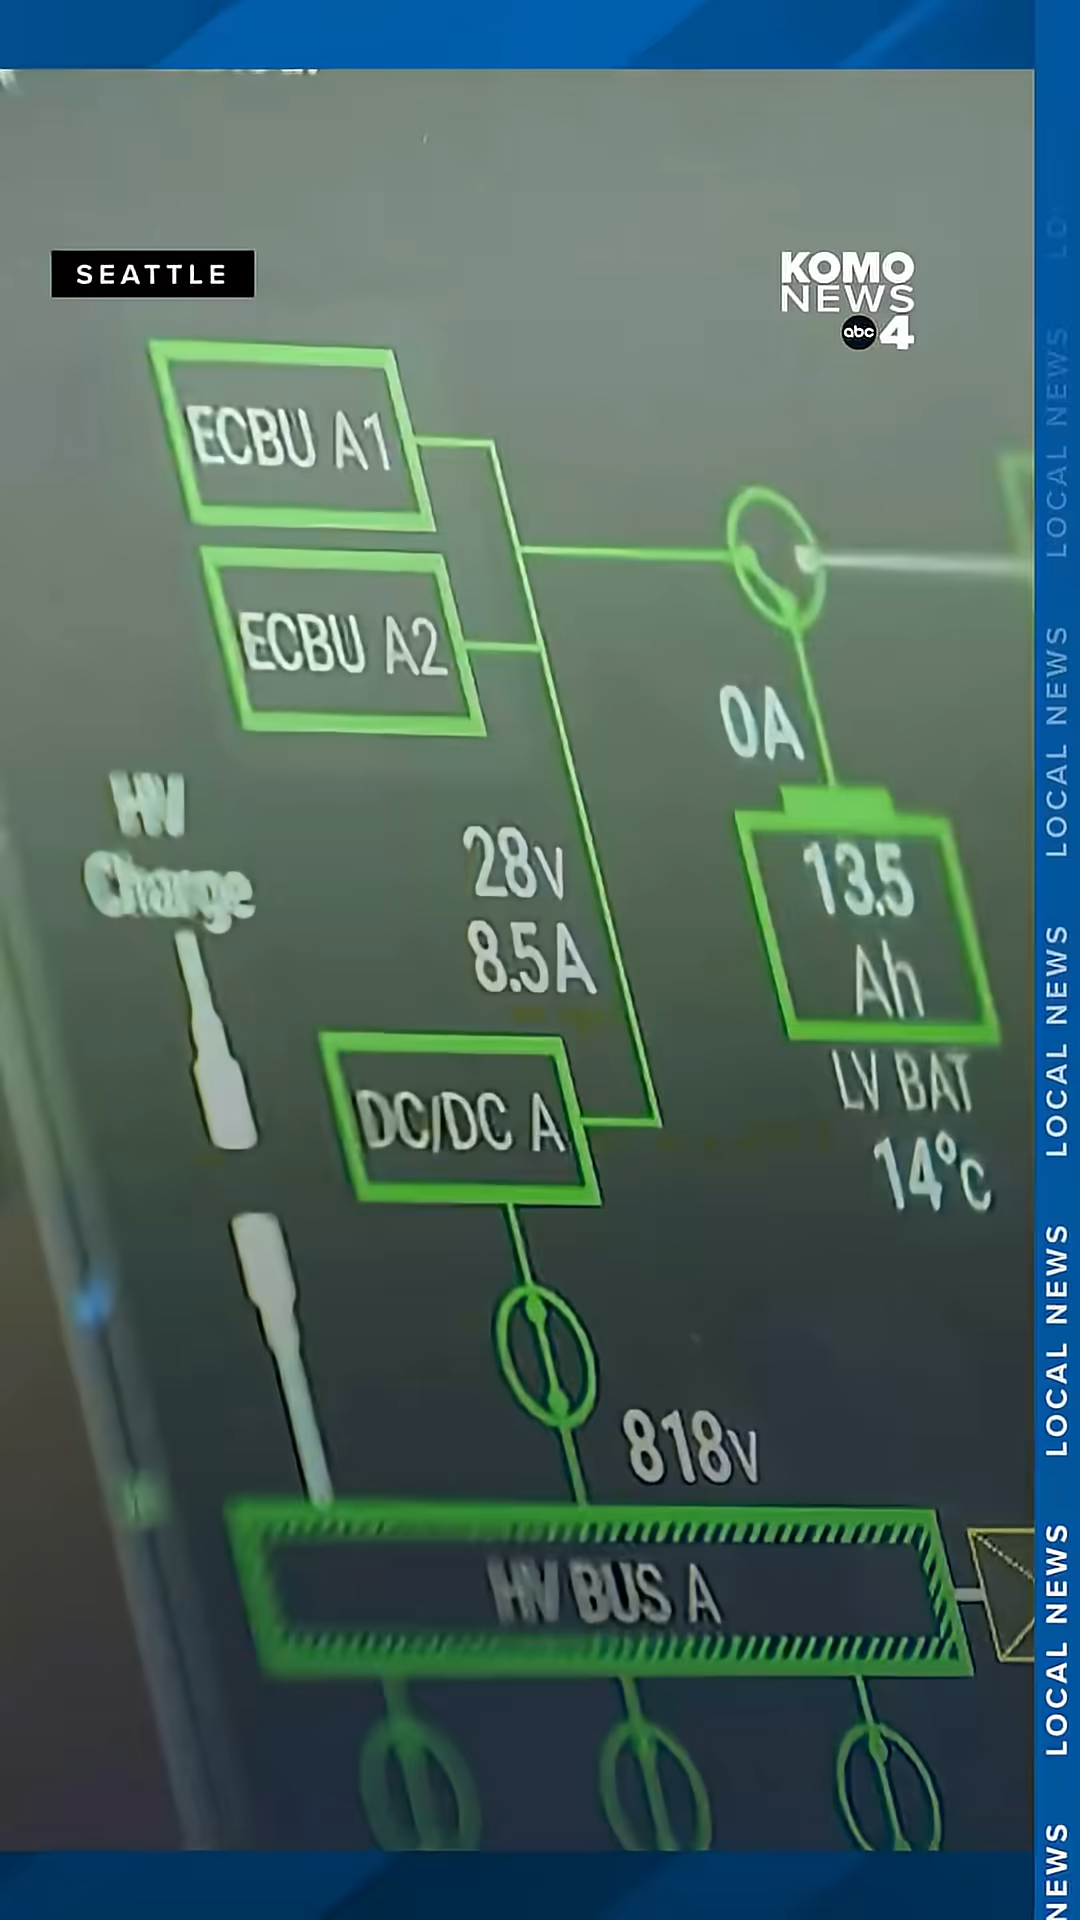 SEATTLE
KOMO
NEWS
abc 4
ECBU A1
ECBU A2
0A
HV
Charge
28V
8.5A
13.5
Ah
LV BAT
14°C
DC/DC A
818V
HV BUS A
LOCAL NEWS
LOCAL NEWS
LOCAL NEWS
LOCAL NEWS
LOCAL NEWS
NEWS